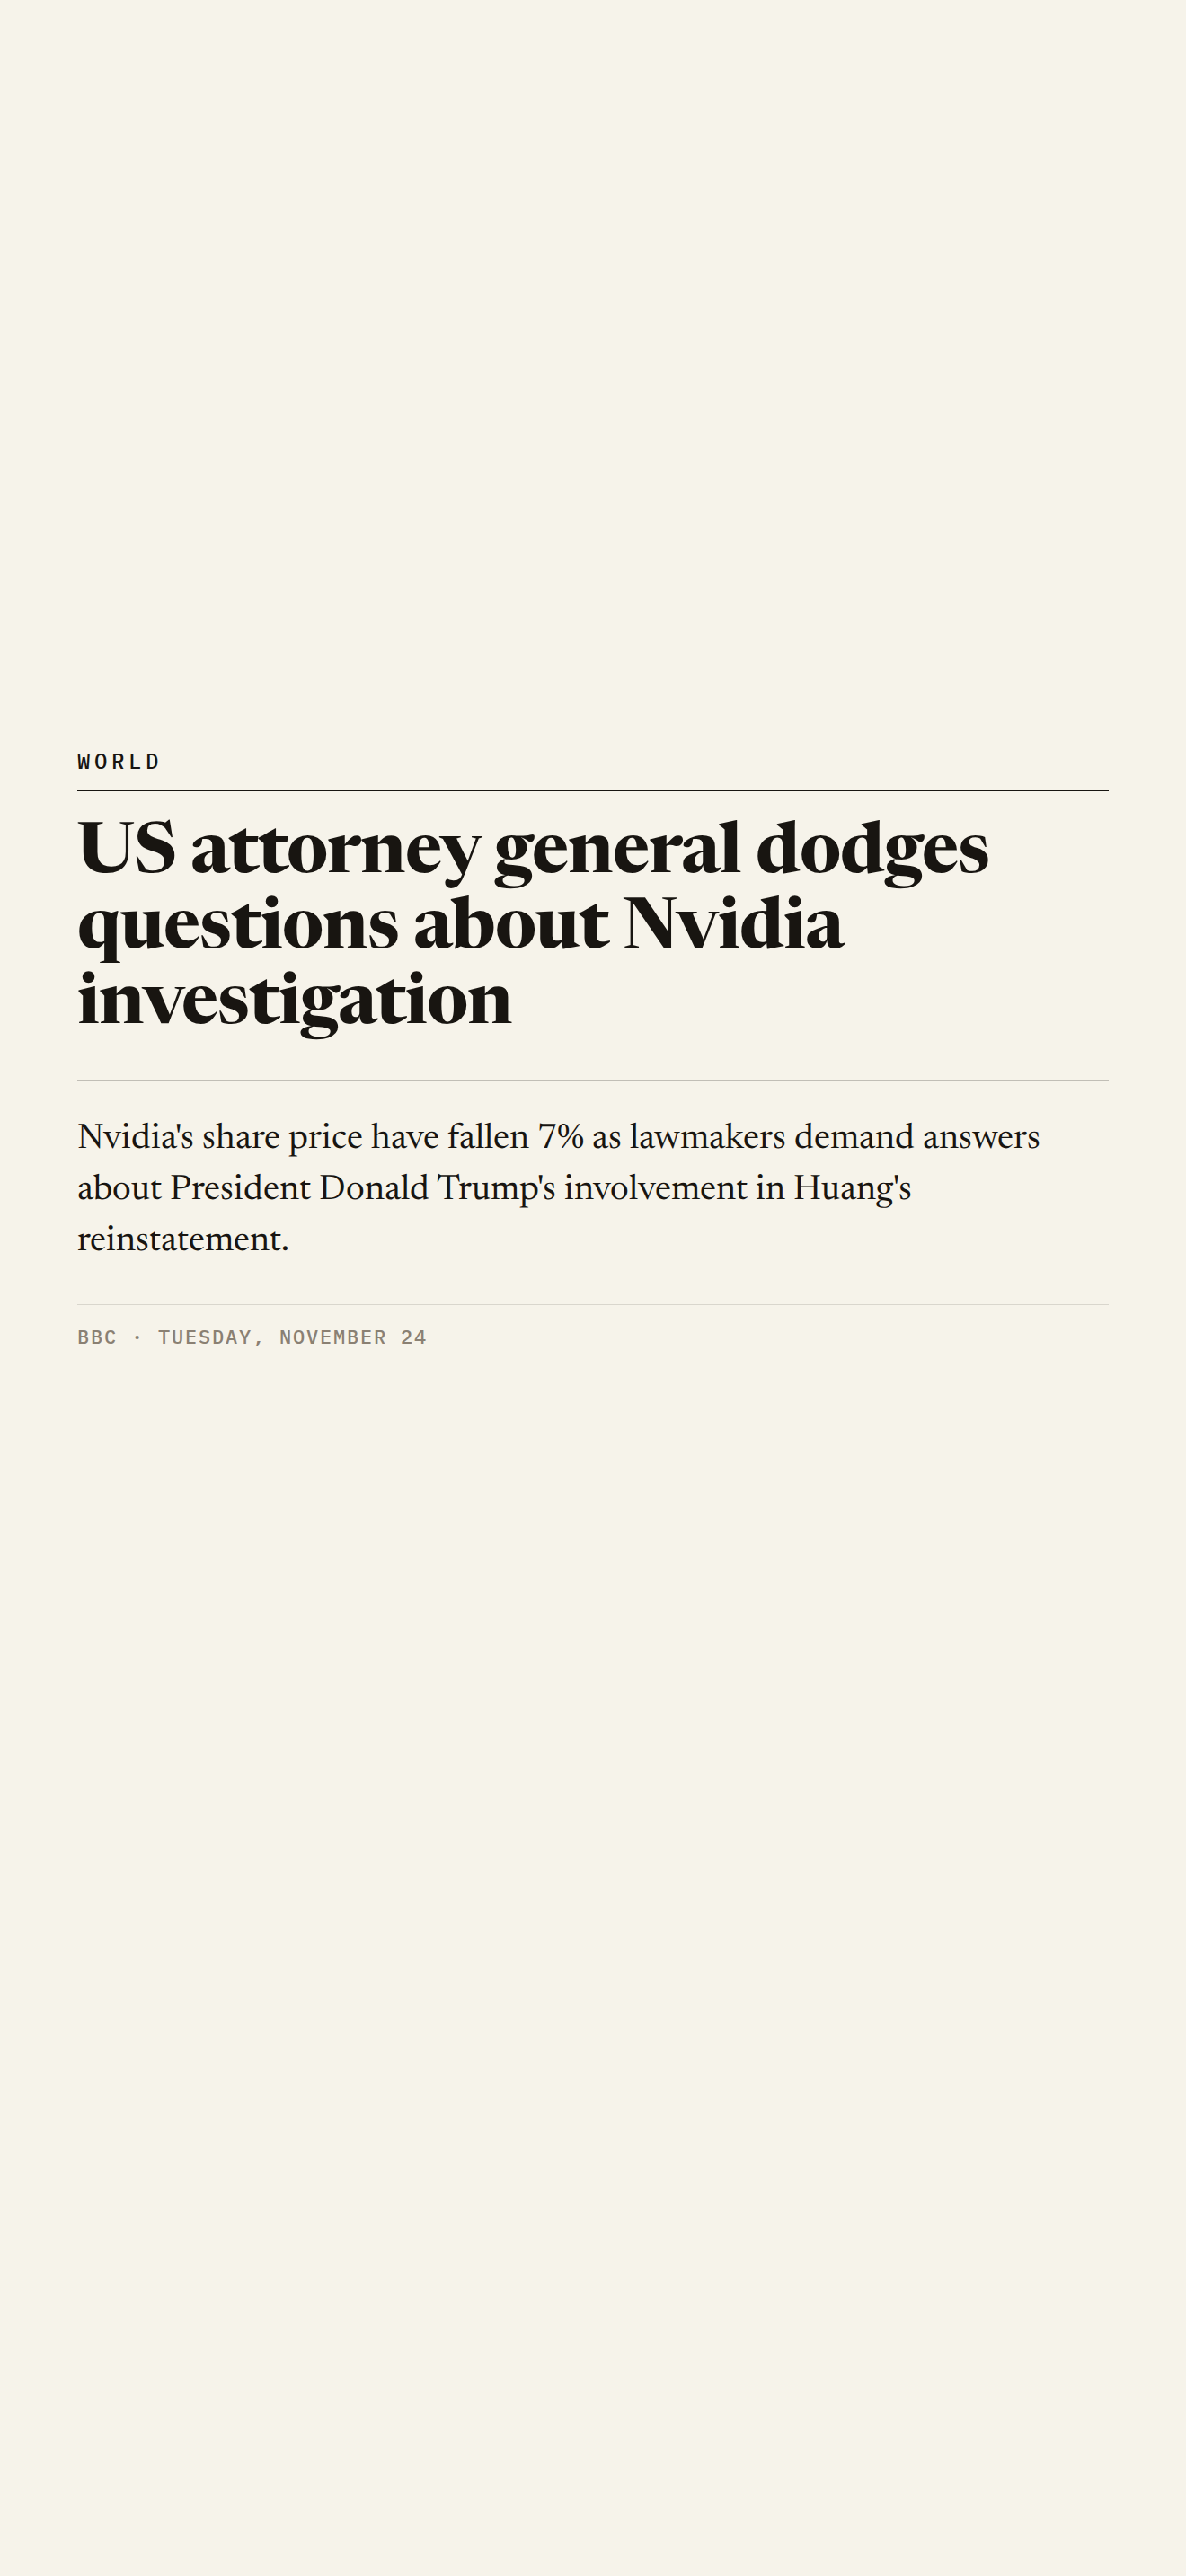 WORLD
US attorney general dodges
questions about Nvidia
investigation
Nvidia's share price have fallen 7% as lawmakers demand answers
about President Donald Trump's involvement in Huang's
reinstatement.
BBC · TUESDAY, NOVEMBER 24